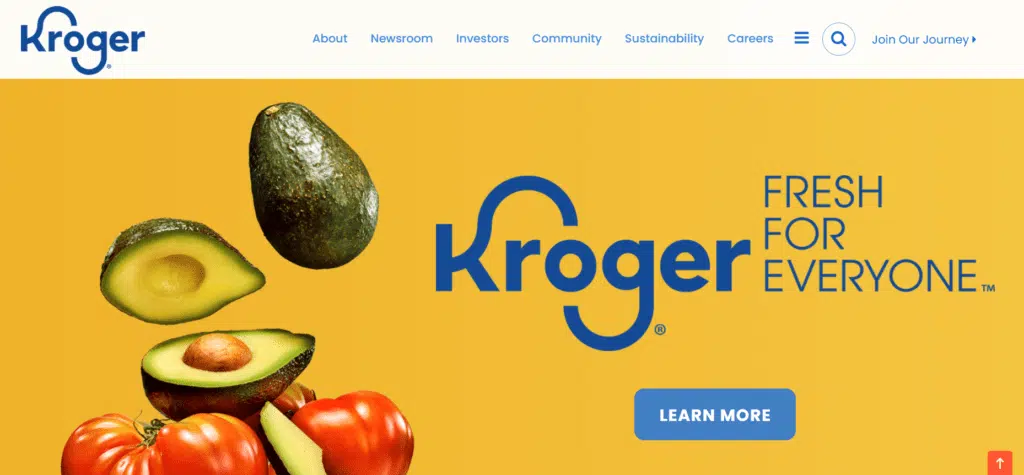 Kroger®
About Newsroom Investors Community Sustainability Careers Join Our Journey
Kroger®
FRESH
FOR
EVERYONE™
LEARN MORE